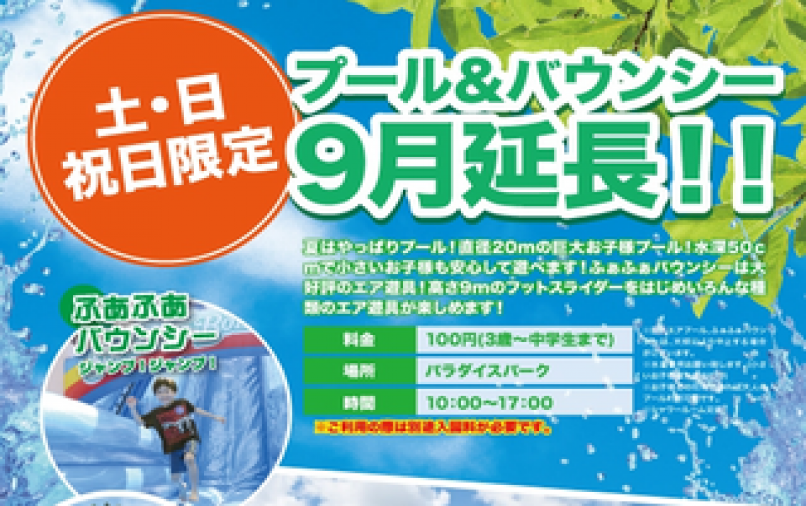 土・日
祝日限定
プール&バウンシー
9月延長!!
夏はやっぱりプール!直径20mの巨大お子様プール!水深50c
mで小さいお子様も安心して遊べます!ふぁふぁバウンシーは大
好評のエア遊具!高さ9mのフットスライダーをはじめいろんな種
類のエア遊具が楽しめます!
ふあふあ
バウンシー
ジャンプ!ジャンプ!
料金 100円(3歳〜中学生まで)
場所 パラダイスパーク
時間 10:00〜17:00
※ご利用の際は別途入園料が必要です。